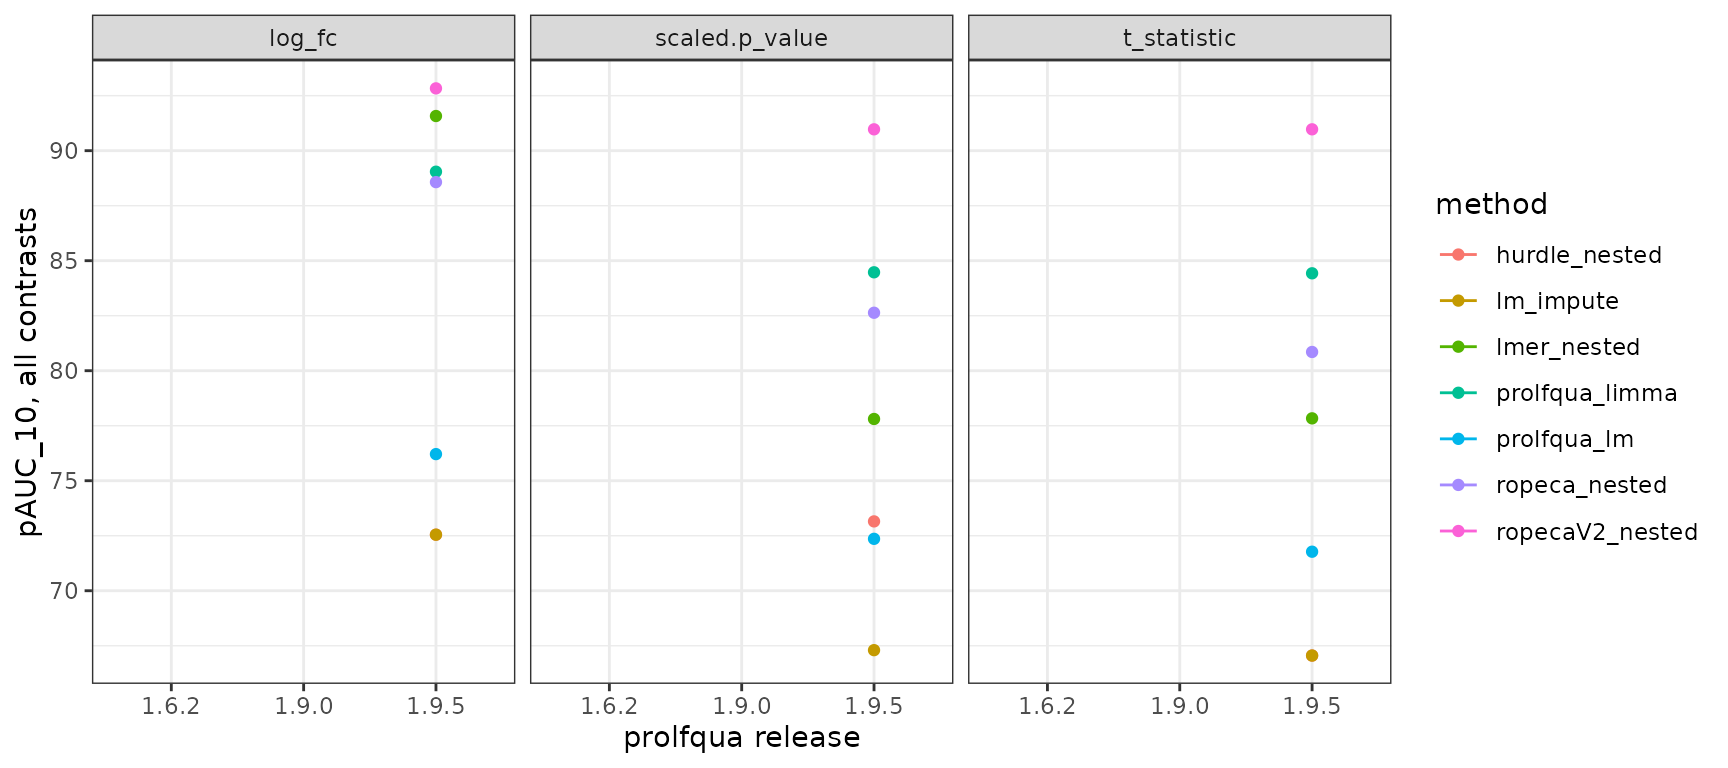 log_fc
scaled.p_value
t_statistic
pAUC_10, all contrasts
90
85
80
75
70
1.6.2 1.9.0 1.9.5
1.6.2 1.9.0 1.9.5
1.6.2 1.9.0 1.9.5
prolfqua release
method
hurdle_nested
lm_impute
lmer_nested
prolfqua_limma
prolfqua_lm
ropeca_nested
ropecaV2_nested